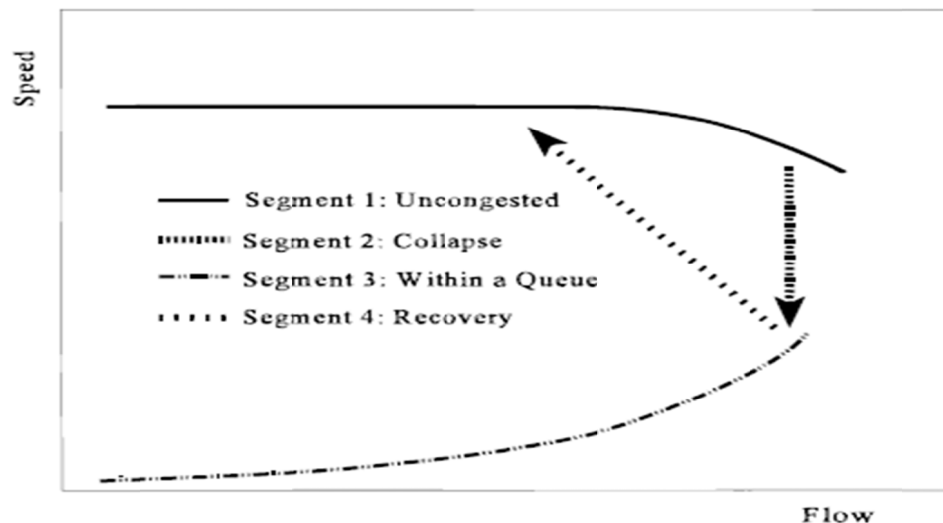 Speed
Segment 1: Uncongested
Segment 2: Collapse
Segment 3: Within a Queue
Segment 4: Recovery
Flow